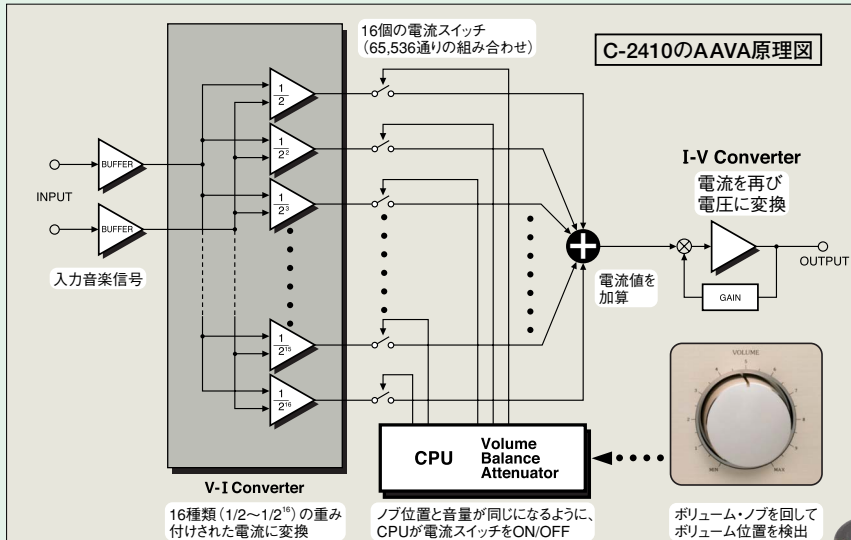 16個の電流スイッチ
(65,536通りの組み合わせ)
C-2410のAAVA原理図
1/2
1/2²
1/2³
1/2¹⁵
1/2¹⁶
BUFFER
BUFFER
INPUT
入力音楽信号
V-I Converter
16種類(1/2〜1/2¹⁶)の重み
付けされた電流に変換
I-V Converter
電流を再び
電圧に変換
電流値を
加算
GAIN
OUTPUT
CPU
Volume
Balance
Attenuator
ノブ位置と音量が同じになるように、
CPUが電流スイッチをON/OFF
VOLUME
MIN
MAX
ボリューム・ノブを回して
ボリューム位置を検出